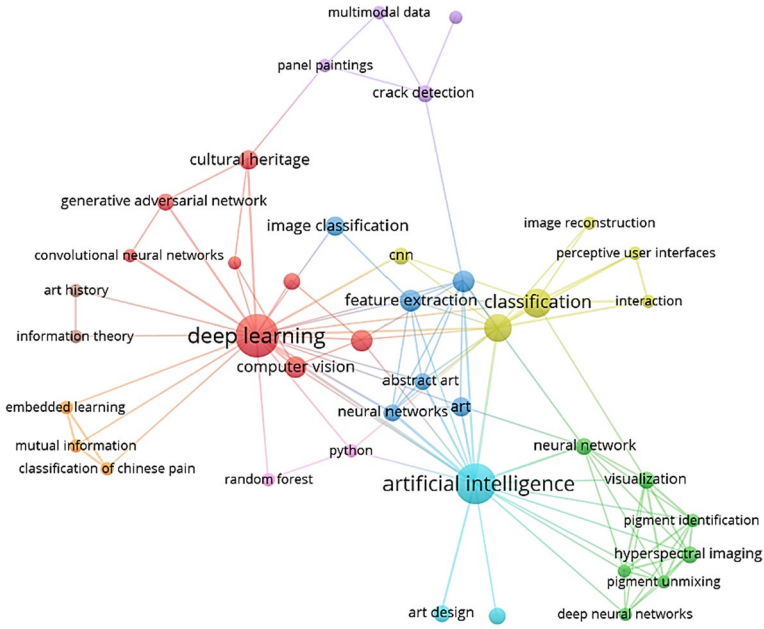 multimodal data
panel paintings
crack detection
cultural heritage
generative adversarial network
image classification
image reconstruction
convolutional neural networks
cnn
perceptive user interfaces
art history
feature extraction
classification
interaction
information theory
deep learning
computer vision
abstract art
embedded learning
neural networks
art
mutual information
neural network
python
classification of chinese pain
random forest
artificial intelligence
visualization
pigment identification
hyperspectral imaging
pigment unmixing
art design
deep neural networks